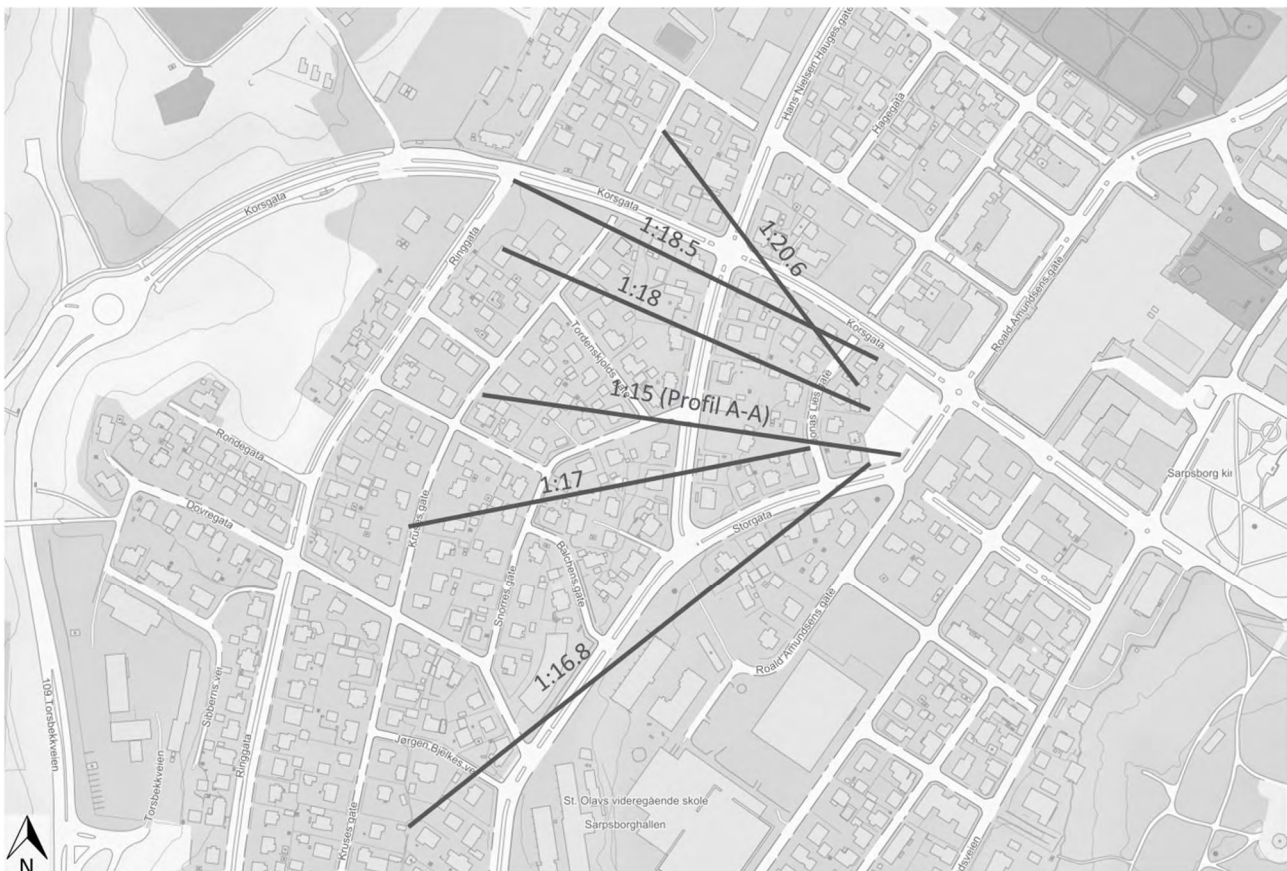 Hans Nielsen Hauges gate
Hagegata
Korsgata
Korsgata
Ringgata
1:18.5
1:20.6
1:18
Roald Amundsens gate
Korsgata
Tordenskjolds gate
1:15 (Profil A-A)
Jonas Lies gate
Rondegata
Dovregata
1:17
Kruses gate
Storgata
Sarpsborg kir
Snorres gate
Balchens gate
Roald Amundsens gate
1:16.8
109 Torsbekkveien
Sibberns vei
Ringgata
Jørgen Bjelkes vei
Torsbekkveien
Kruses gate
St. Olavs videregående skole
Sarpsborghallen
dsveien
N